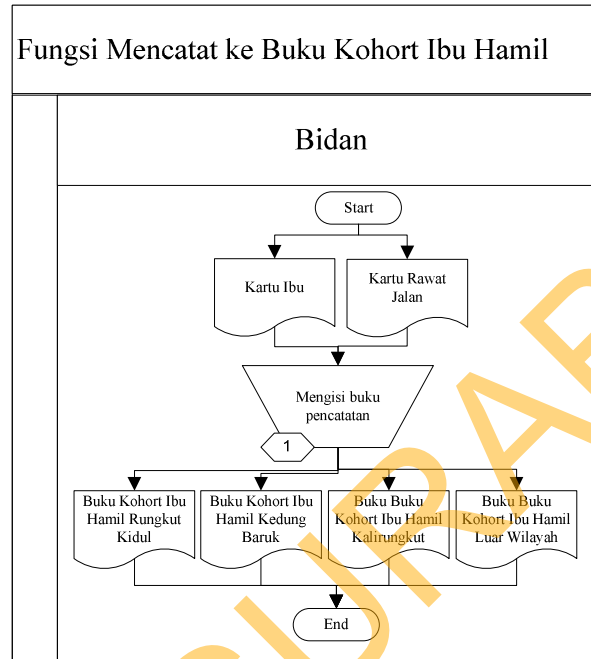 Fungsi Mencatat ke Buku Kohort Ibu Hamil
Bidan
Start
Kartu Ibu
Kartu Rawat
Jalan
Mengisi buku
pencatatan
1
Buku Kohort Ibu
Hamil Rungkut
Kidul
Buku Kohort Ibu
Hamil Kedung
Baruk
Buku Buku
Kohort Ibu Hamil
Kalirungkut
Buku Buku
Kohort Ibu Hamil
Luar Wilayah
End
SURAB